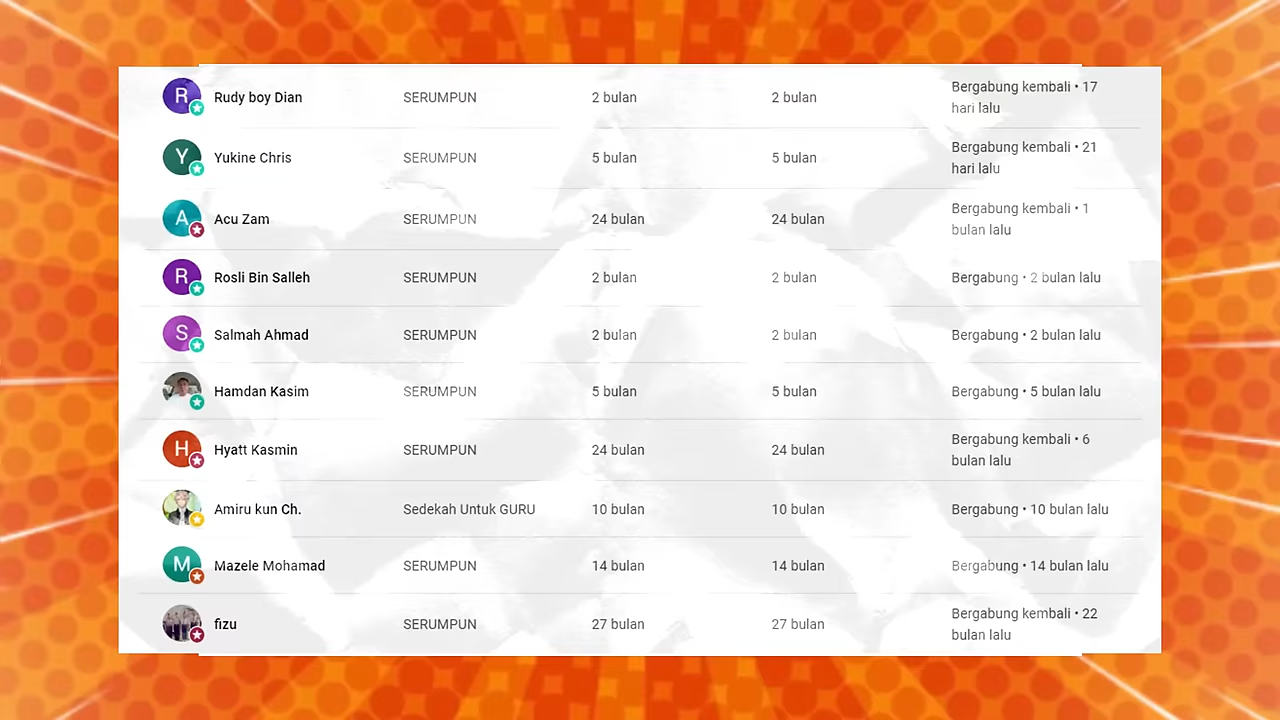 R Rudy boy Dian SERUMPUN 2 bulan 2 bulan Bergabung kembali • 17
hari lalu
Y Yukine Chris SERUMPUN 5 bulan 5 bulan Bergabung kembali • 21
hari lalu
A Acu Zam SERUMPUN 24 bulan 24 bulan Bergabung kembali • 1
bulan lalu
R Rosli Bin Salleh SERUMPUN 2 bulan 2 bulan Bergabung • 2 bulan lalu
S Salmah Ahmad SERUMPUN 2 bulan 2 bulan Bergabung • 2 bulan lalu
Hamdan Kasim SERUMPUN 5 bulan 5 bulan Bergabung • 5 bulan lalu
H Hyatt Kasmin SERUMPUN 24 bulan 24 bulan Bergabung kembali • 6
bulan lalu
Amiru kun Ch. Sedekah Untuk GURU 10 bulan 10 bulan Bergabung • 10 bulan lalu
M Mazele Mohamad SERUMPUN 14 bulan 14 bulan Bergabung • 14 bulan lalu
fizu SERUMPUN 27 bulan 27 bulan Bergabung kembali • 22
bulan lalu